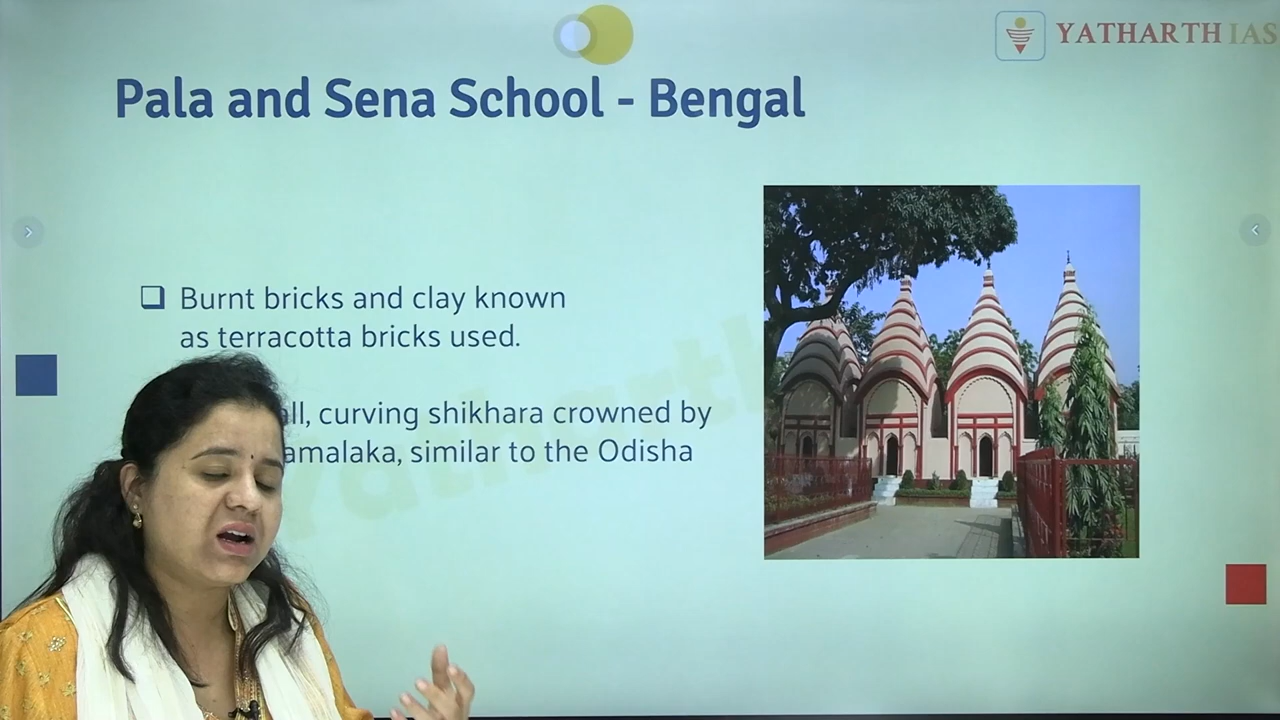 YATHARTH IAS
Pala and Sena School - Bengal
Burnt bricks and clay known
as terracotta bricks used.
curving shikhara crowned by
amalaka, similar to the Odisha